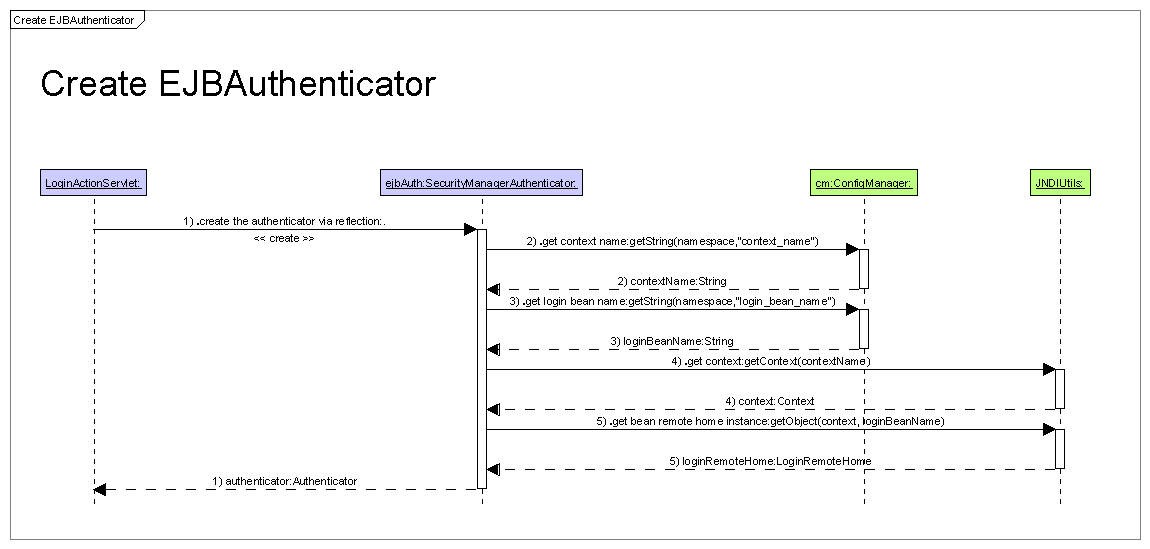 Create EJBAuthenticator
Create EJBAuthenticator
LoginActionServlet:
ejbAuth:SecurityManagerAuthenticator:
cm:ConfigManager:
JNDIUtils:
1) .create the authenticator via reflection:.
<< create >>
2) .get context name:getString(namespace,"context_name")
2) contextName:String
3) .get login bean name:getString(namespace,"login_bean_name")
3) loginBeanName:String
4) .get context:getContext(contextName)
4) context:Context
5) .get bean remote home instance:getObject(context, loginBeanName)
5) loginRemoteHome:LoginRemoteHome
1) authenticator:Authenticator